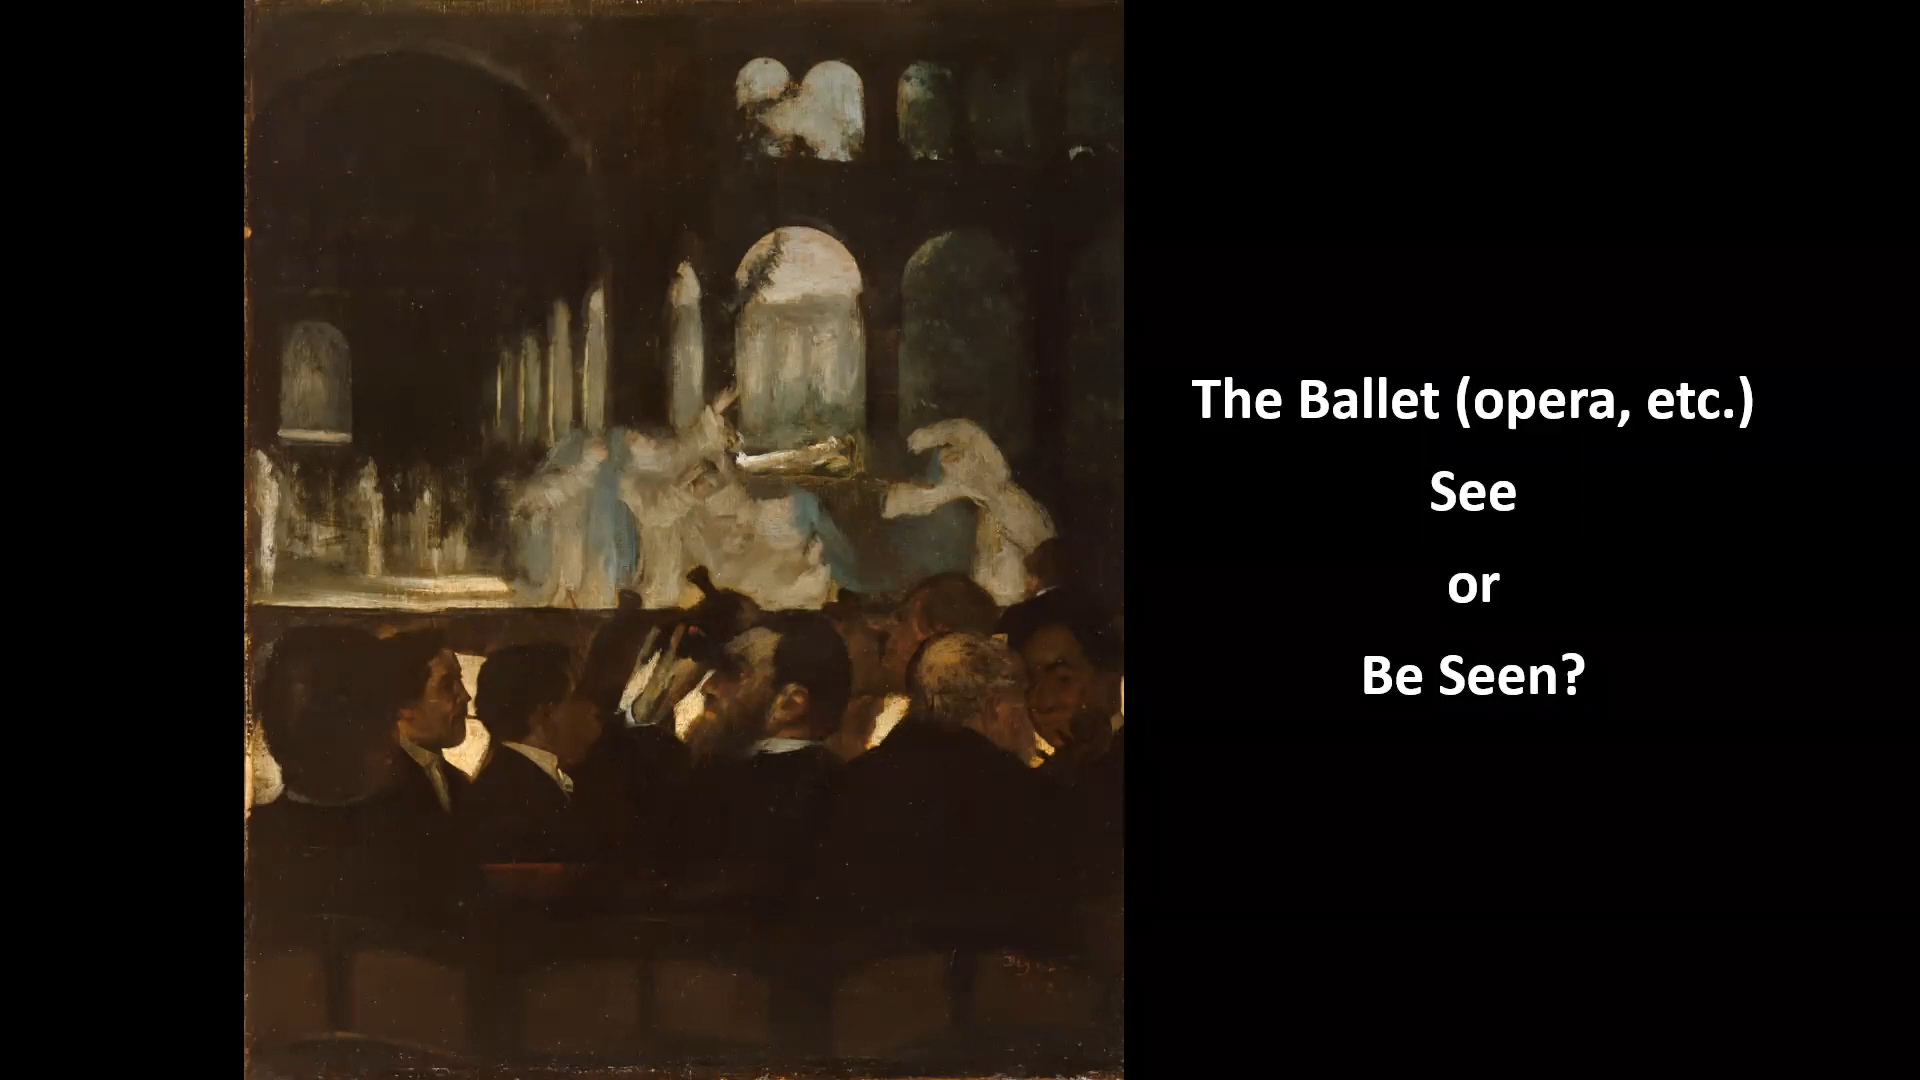 The Ballet (opera, etc.)
See
or
Be Seen?